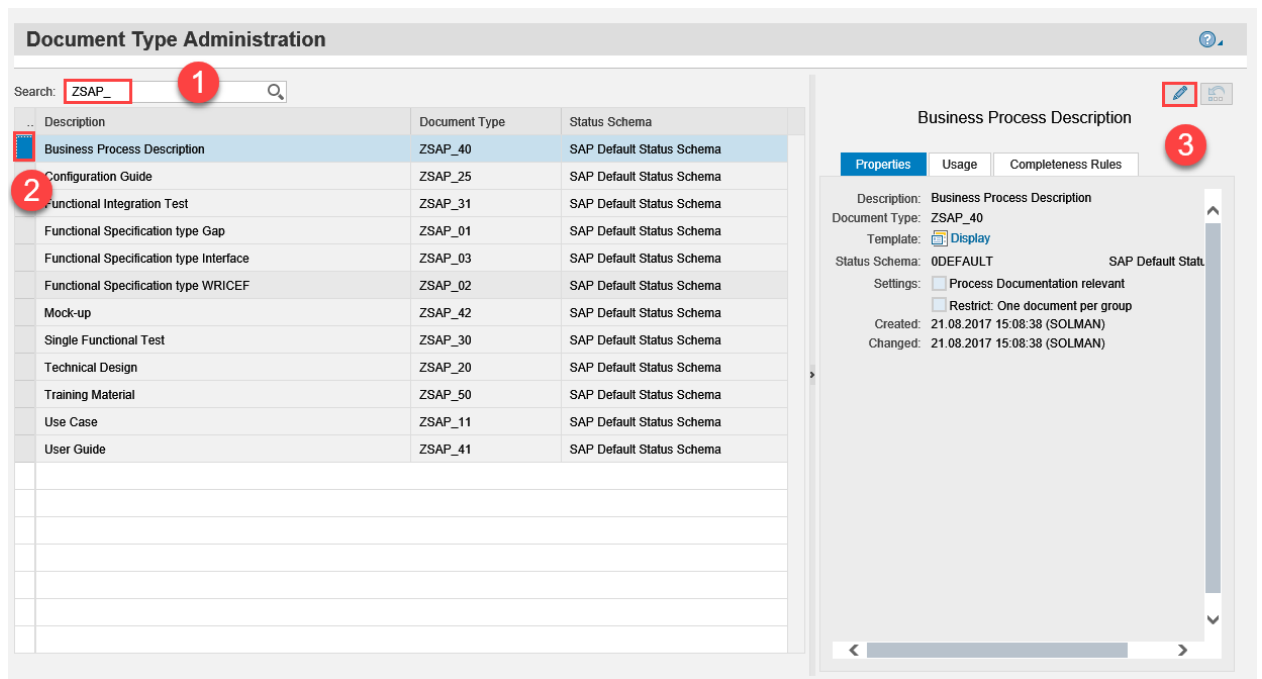 Document Type Administration
Search: ZSAP_
1
.. Description Document Type Status Schema
Business Process Description ZSAP_40 SAP Default Status Schema
2
Configuration Guide ZSAP_25 SAP Default Status Schema
Functional Integration Test ZSAP_31 SAP Default Status Schema
Functional Specification type Gap ZSAP_01 SAP Default Status Schema
Functional Specification type Interface ZSAP_03 SAP Default Status Schema
Functional Specification type WRICEF ZSAP_02 SAP Default Status Schema
Mock-up ZSAP_42 SAP Default Status Schema
Single Functional Test ZSAP_30 SAP Default Status Schema
Technical Design ZSAP_20 SAP Default Status Schema
Training Material ZSAP_50 SAP Default Status Schema
Use Case ZSAP_11 SAP Default Status Schema
User Guide ZSAP_41 SAP Default Status Schema
Business Process Description
3
Properties Usage Completeness Rules
Description: Business Process Description
Document Type: ZSAP_40
Template: Display
Status Schema: 0DEFAULT SAP Default Statu
Settings: Process Documentation relevant
Restrict: One document per group
Created: 21.08.2017 15:08:38 (SOLMAN)
Changed: 21.08.2017 15:08:38 (SOLMAN)